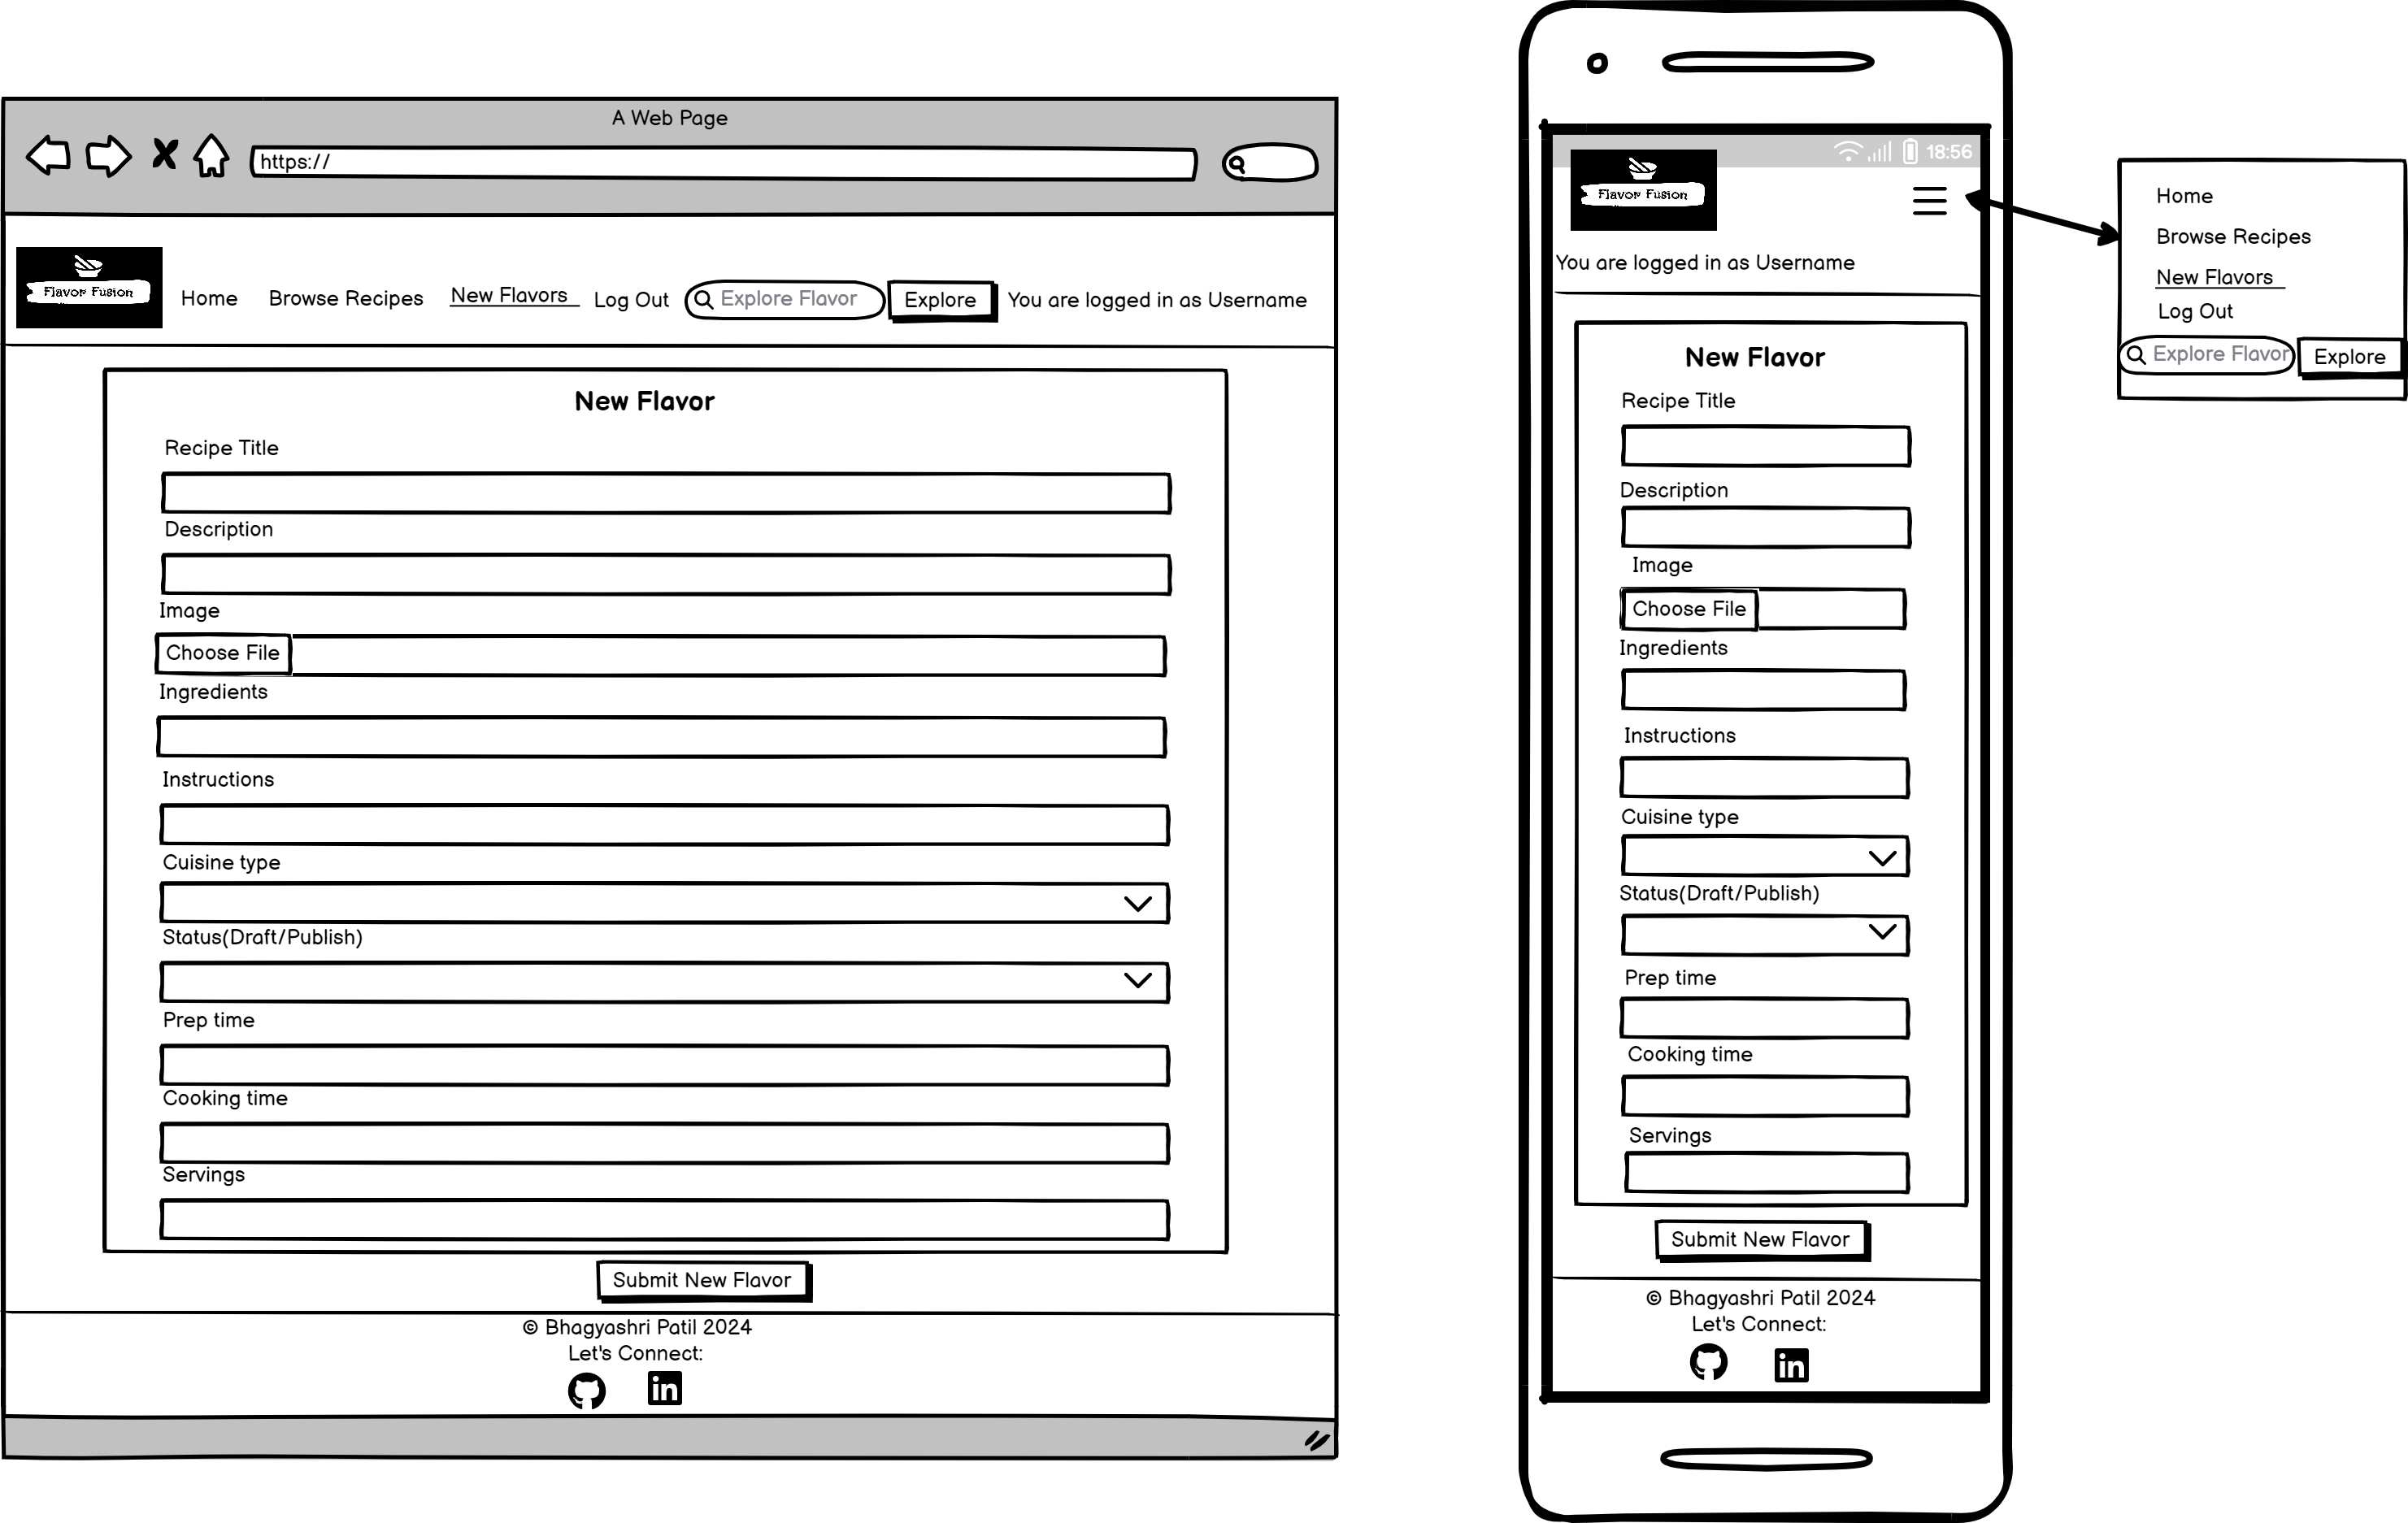 A Web Page
https://
Flavor Fusion
Home Browse Recipes New Flavors Log Out Explore Flavor Explore You are logged in as Username
New Flavor
Recipe Title
Description
Image
Choose File
Ingredients
Instructions
Cuisine type
Status(Draft/Publish)
Prep time
Cooking time
Servings
Submit New Flavor
© Bhagyashri Patil 2024
Let's Connect:
in
18:56
Flavor Fusion
You are logged in as Username
New Flavor
Recipe Title
Description
Image
Choose File
Ingredients
Instructions
Cuisine type
Status(Draft/Publish)
Prep time
Cooking time
Servings
Submit New Flavor
© Bhagyashri Patil 2024
Let's Connect:
in
Home
Browse Recipes
New Flavors
Log Out
Explore Flavor Explore